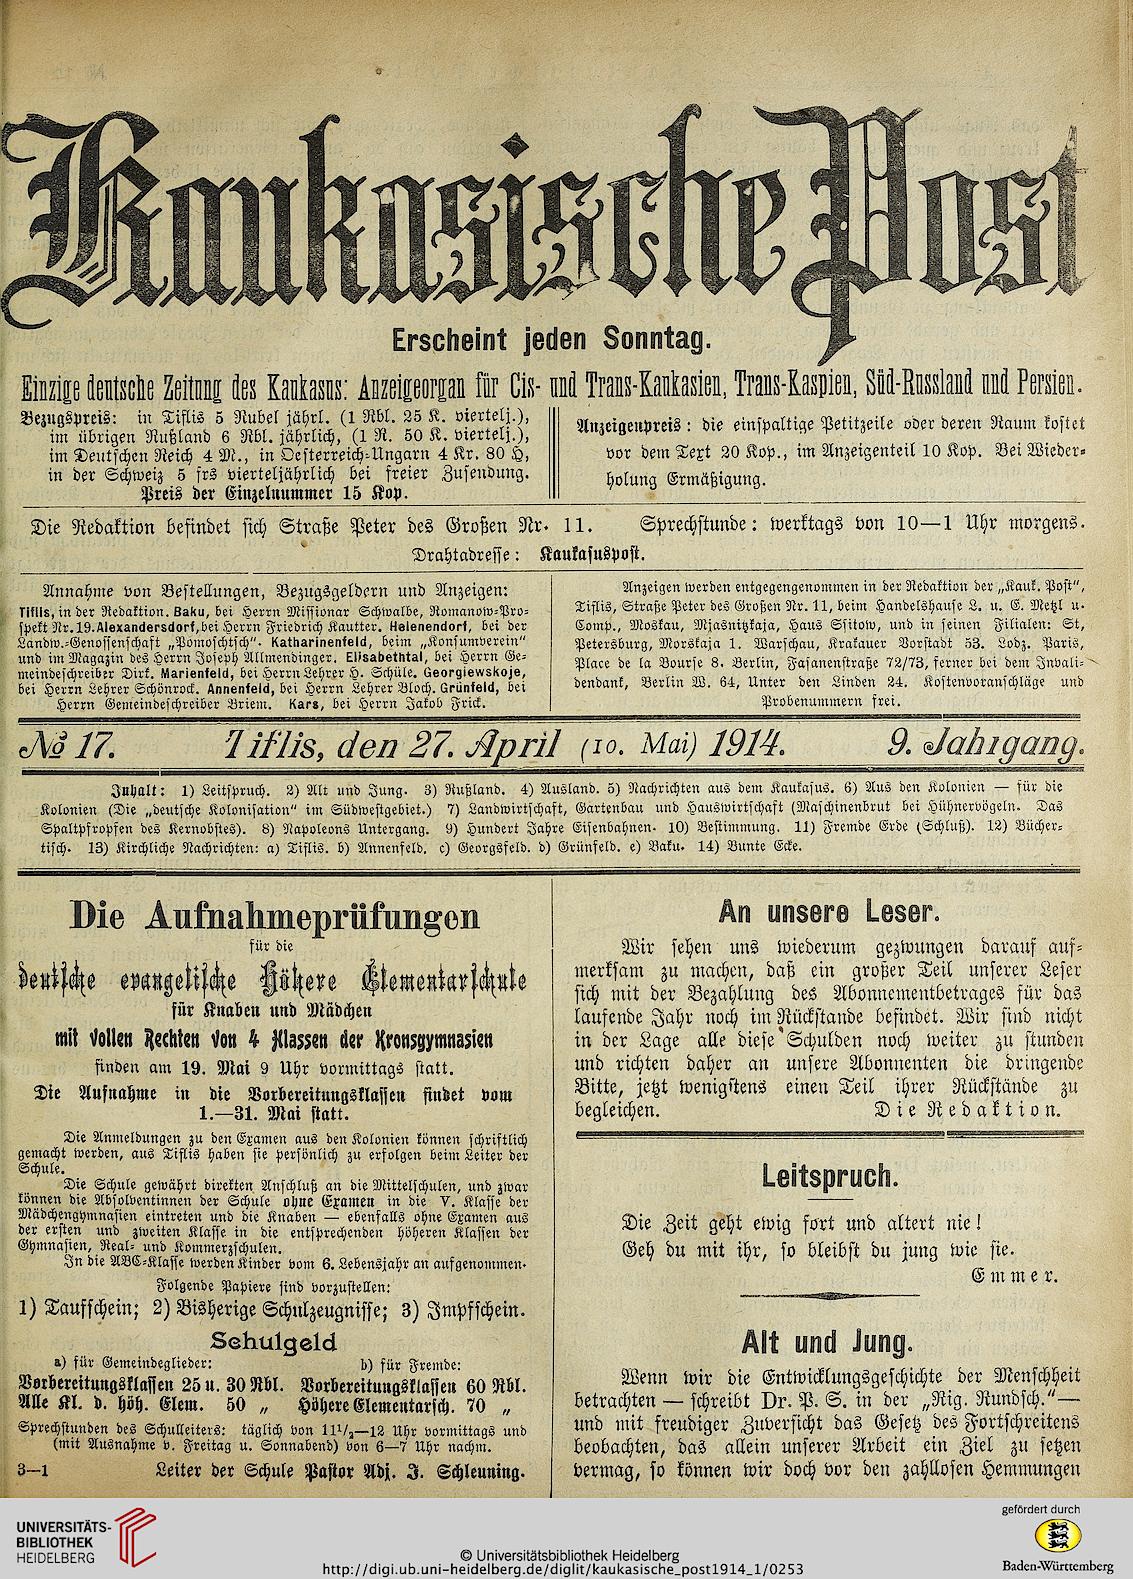 Kaukasische Post
Erscheint jeden Sonntag.
Einzige deutsche Zeitung des Kaukasus: Anzeigeorgan für Cis- und Trans-Kaukasien, Trans-Kaspien, Süd-Russland und Persien.
Bezugspreis: in Tiflis 5 Rubel jährl. (1 Rbl. 25 K. viertelj.),
im übrigen Rußland 6 Rbl. jährlich, (1 R. 50 K. viertelj.),
im Deutschen Reich 4 M., in Oesterreich-Ungarn 4 Kr. 80 H,
in der Schweiz 5 frs vierteljährlich bei freier Zusendung.
Preis der Einzelnummer 15 Kop.
Anzeigenpreis: die einspaltige Petitzeile oder deren Raum kostet
vor dem Text 20 Kop., im Anzeigenteil 10 Kop. Bei Wieder-
holung Ermäßigung.
Die Redaktion befindet sich Straße Peter des Großen Nr. 11. Sprechstunde: werktags von 10—1 Uhr morgens.
Drahtadresse: Kaukasuspost.
Annahme von Bestellungen, Bezugsgeldern und Anzeigen:
Tiflis, in der Redaktion. Baku, bei Herrn Missionar Schwalbe, Romanow-Pro-
spekt Nr. 19. Alexandersdorf, bei Herrn Friedrich Kautter. Helenendorf, bei der
Landw.-Genossenschaft „Pomoschtsch“. Katharinenfeld, beim „Konsumverein“
und im Magazin des Herrn Joseph Allmendinger. Elisabethtal, bei Herrn Ge-
meindeschreiber Dirk. Marienfeld, bei Herrn Lehrer H. Schüle. Georgiewskoje,
bei Herrn Lehrer Schönrock. Annenfeld, bei Herrn Lehrer Bloch. Grünfeld, bei
Herrn Gemeindeschreiber Briem. Kars, bei Herrn Jakob Frick.
Anzeigen werden entgegengenommen in der Redaktion der „Kauk. Post“,
Tiflis, Straße Peter des Großen Nr. 11, beim Handelshause L. u. E. Metzl u.
Comp., Moskau, Mjasnitzkaja, Haus Ssitow, und in seinen Filialen: St,
Petersburg, Morskaja 1. Warschau, Krakauer Vorstadt 53. Lodz. Paris,
Place de la Bourse 8. Berlin, Fasanenstraße 72/73, ferner bei dem Invali-
dendank, Berlin W. 64, Unter den Linden 24. Kostenvoranschläge und
Probenummern frei.
№ 17. Tiflis, den 27. April (10. Mai) 1914. 9. Jahrgang.
Inhalt: 1) Leitspruch. 2) Alt und Jung. 3) Rußland. 4) Ausland. 5) Nachrichten aus dem Kaukasus. 6) Aus den Kolonien — für die
Kolonien (Die „deutsche Kolonisation“ im Südwestgebiet.) 7) Landwirtschaft, Gartenbau und Hauswirtschaft (Maschinenbrut bei Hühnervögeln. Das
Spaltpfropfen des Kernobstes). 8) Napoleons Untergang. 9) Hundert Jahre Eisenbahnen. 10) Bestimmung. 11) Fremde Erde (Schluß). 12) Bücher-
tisch. 13) Kirchliche Nachrichten: a) Tiflis. b) Annenfeld. c) Georgsfeld. d) Grünfeld. e) Baku. 14) Bunte Ecke.
Die Aufnahmeprüfungen
für die
deutsche evangelische Höhere Elementarschule
für Knaben und Mädchen
mit vollen Rechten von 4 Klassen der Kronsgymnasien
finden am 19. Mai 9 Uhr vormittags statt.
Die Aufnahme in die Vorbereitungsklassen findet vom
1.—31. Mai statt.
Die Anmeldungen zu den Examen aus den Kolonien können schriftlich
gemacht werden, aus Tiflis haben sie persönlich zu erfolgen beim Leiter der
Schule.
Die Schule gewährt direkten Anschluß an die Mittelschulen, und zwar
können die Absolventinnen der Schule ohne Examen in die V. Klasse der
Mädchengymnasien eintreten und die Knaben — ebenfalls ohne Examen aus
der ersten und zweiten Klasse in die entsprechenden höheren Klassen der
Gymnasien, Real- und Kommerzschulen.
In die ABC-Klasse werden Kinder vom 6. Lebensjahr an aufgenommen.
Folgende Papiere sind vorzustellen:
1) Taufschein; 2) Bisherige Schulzeugnisse; 3) Impfschein.
Schulgeld
a) für Gemeindeglieder: b) für Fremde:
Vorbereitungsklassen 25 u. 30 Rbl. Vorbereitungsklassen 60 Rbl.
Alle Kl. d. höh. Elem. 50 „ Höhere Elementarsch. 70 „
Sprechstunden des Schulleiters: täglich von 11½—12 Uhr vormittags und
(mit Ausnahme v. Freitag u. Sonnabend) von 6—7 Uhr nachm.
3—1 Leiter der Schule Pastor Adj. J. Schleuning.
An unsere Leser.
Wir sehen uns wiederum gezwungen darauf auf-
merksam zu machen, daß ein großer Teil unserer Leser
sich mit der Bezahlung des Abonnementbetrages für das
laufende Jahr noch im Rückstande befindet. Wir sind nicht
in der Lage alle diese Schulden noch weiter zu stunden
und richten daher an unsere Abonnenten die dringende
Bitte, jetzt wenigstens einen Teil ihrer Rückstände zu
begleichen. Die Redaktion.
Leitspruch.
Die Zeit geht ewig fort und altert nie!
Geh du mit ihr, so bleibst du jung wie sie.
Emmer.
Alt und Jung.
Wenn wir die Entwicklungsgeschichte der Menschheit
betrachten — schreibt Dr. P. S. in der „Rig. Rundsch.“—
und mit freudiger Zuversicht das Gesetz des Fortschreitens
beobachten, das allein unserer Arbeit ein Ziel zu setzen
vermag, so können wir doch vor den zahllosen Hemmungen
UNIVERSITÄTS-
BIBLIOTHEK
HEIDELBERG
© Universitätsbibliothek Heidelberg
http://digi.ub.uni-heidelberg.de/diglit/kaukasische_post1914_1/0253
gefördert durch
Baden-Württemberg